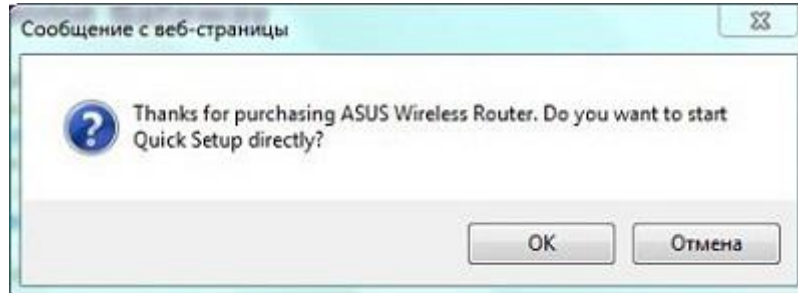 Сообщение с веб-страницы
Thanks for purchasing ASUS Wireless Router. Do you want to start
Quick Setup directly?
OK
Отмена